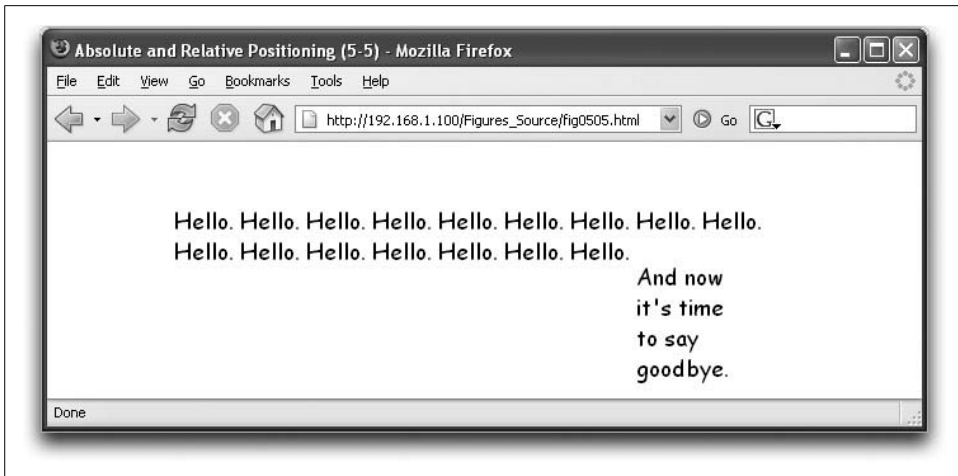 Absolute and Relative Positioning (5-5) - Mozilla Firefox
File Edit View Go Bookmarks Tools Help
http://192.168.1.100/Figures_Source/fig0505.html Go G
Hello. Hello. Hello. Hello. Hello. Hello. Hello. Hello. Hello.
Hello. Hello. Hello. Hello. Hello. Hello. Hello.
And now
it's time
to say
goodbye.
Done